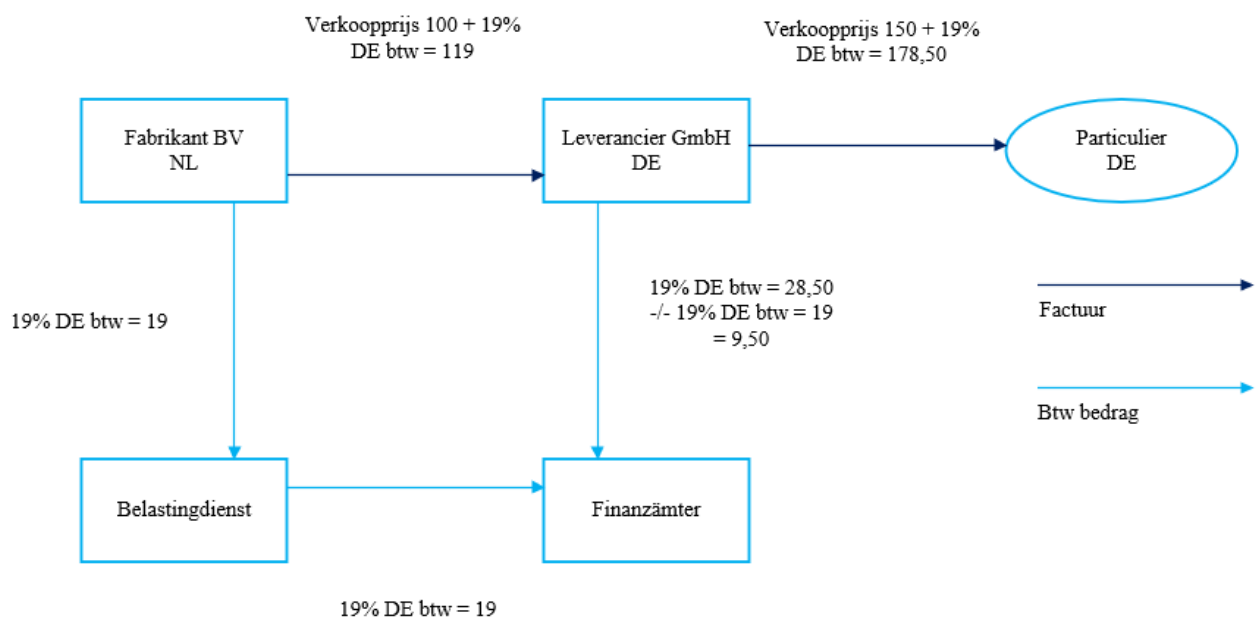 Verkoopprijs 100 + 19%
DE btw = 119
Verkoopprijs 150 + 19%
DE btw = 178,50
Fabrikant BV
NL
Leverancier GmbH
DE
Particulier
DE
19% DE btw = 19
19% DE btw = 28,50
-/- 19% DE btw = 19
= 9,50
Factuur
Btw bedrag
Belastingdienst
Finanzämter
19% DE btw = 19